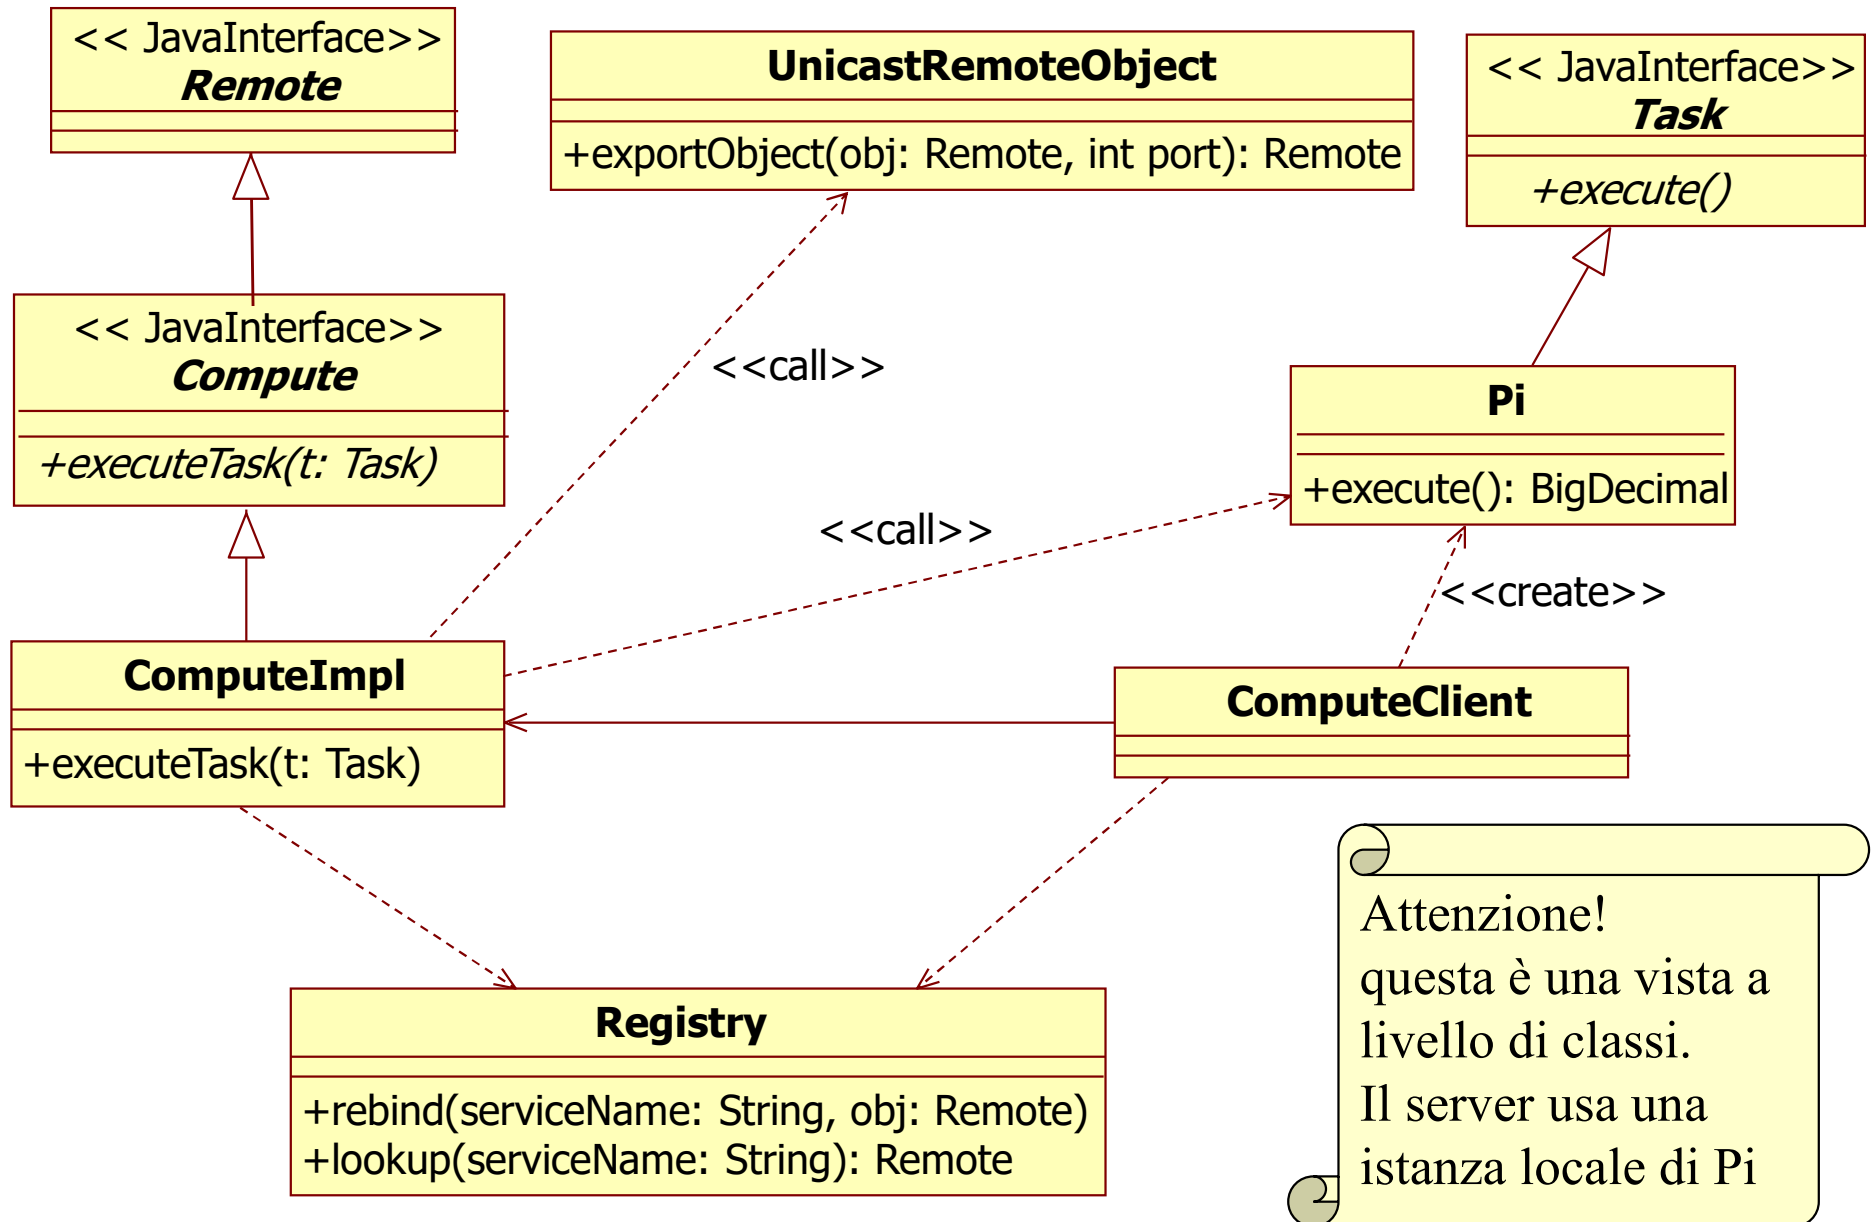 << JavaInterface>>
Remote
UnicastRemoteObject
+exportObject(obj: Remote, int port): Remote
<< JavaInterface>>
Task
+execute()
<< JavaInterface>>
Compute
+executeTask(t: Task)
<<call>>
Pi
+execute(): BigDecimal
<<call>>
<<create>>
ComputeImpl
+executeTask(t: Task)
ComputeClient
Registry
+rebind(serviceName: String, obj: Remote)
+lookup(serviceName: String): Remote
Attenzione!
questa è una vista a
livello di classi.
Il server usa una
istanza locale di Pi